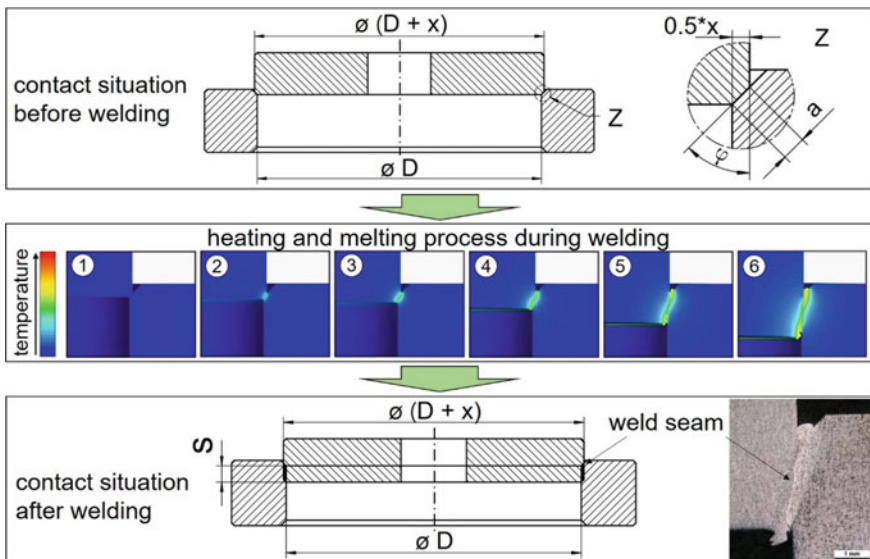 ø (D + x)
0.5*x
Z
contact situation
before welding
Z
a
ø D
heating and melting process during welding
temperature
1 2 3 4 5 6
ø (D + x)
S
weld seam
contact situation
after welding
ø D
1 mm